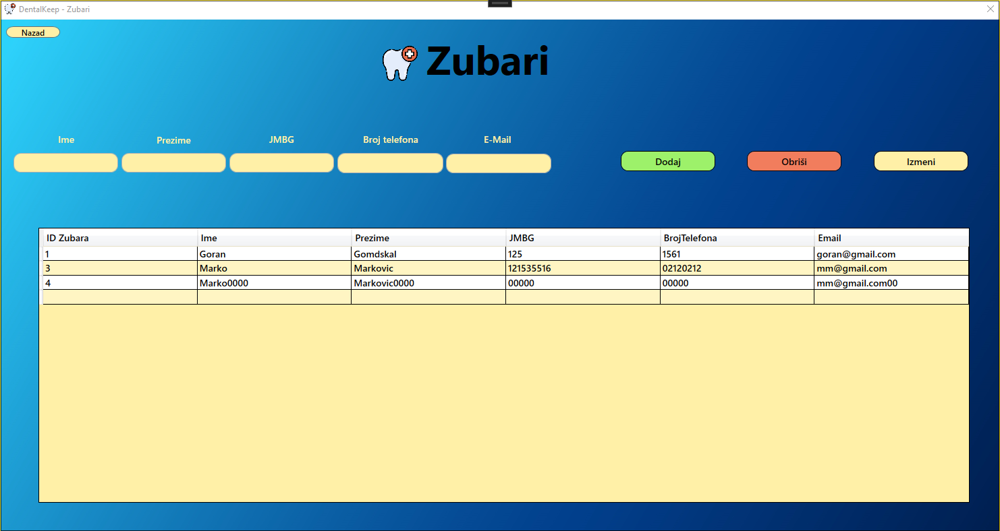 DentalKeep - Zubari
Nazad
Zubari
Ime Prezime JMBG Broj telefona E-Mail
Dodaj Obriši Izmeni
ID Zubara Ime Prezime JMBG BrojTelefona Email
1 Goran Gomdskal 125 1561 goran@gmail.com
3 Marko Markovic 121535516 02120212 mm@gmail.com
4 Marko0000 Markovic0000 00000 00000 mm@gmail.com00